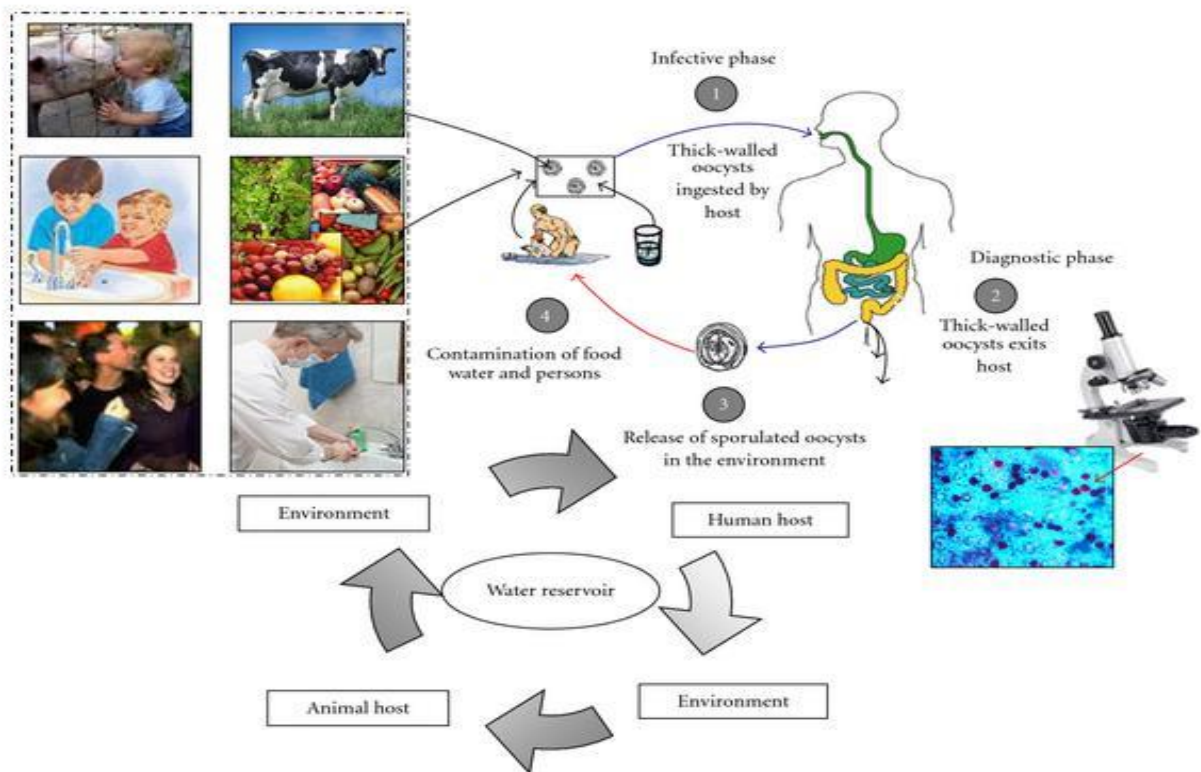 Infective phase
1
Thick-walled
oocysts
ingested by
host
Diagnostic phase
2
Thick-walled
oocysts exits
host
4
Contamination of food
water and persons
3
Release of sporulated oocysts
in the environment
Environment
Human host
Water reservoir
Animal host
Environment